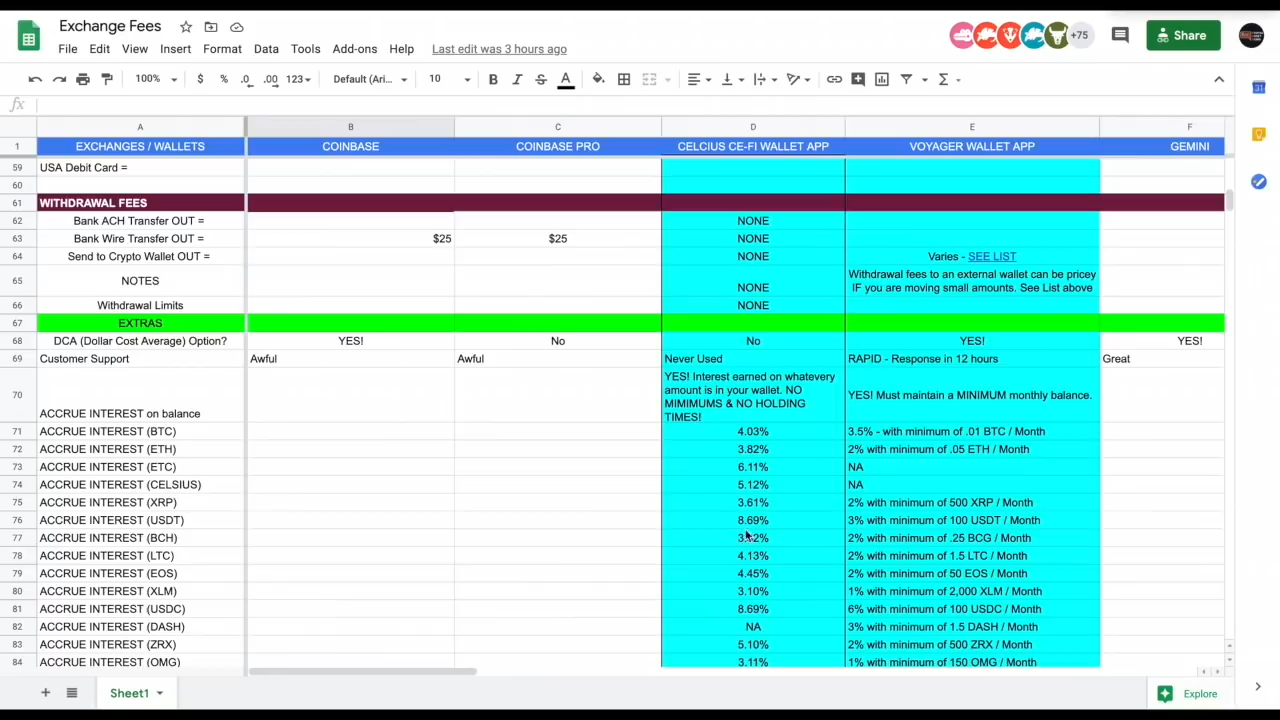 Exchange Fees
File Edit View Insert Format Data Tools Add-ons Help Last edit was 3 hours ago
+75
Share
100% $ % .0 .00 123 Default (Ari... 10 B I S A
fx
31
A B C D E F
1 EXCHANGES / WALLETS COINBASE COINBASE PRO CELCIUS CE-FI WALLET APP VOYAGER WALLET APP GEMINI
59 USA Debit Card =
60
61 WITHDRAWAL FEES
62 Bank ACH Transfer OUT = NONE
63 Bank Wire Transfer OUT = $25 $25 NONE
64 Send to Crypto Wallet OUT = NONE Varies - SEE LIST
65 NOTES NONE Withdrawal fees to an external wallet can be pricey
IF you are moving small amounts. See List above
66 Withdrawal Limits NONE
67 EXTRAS
68 DCA (Dollar Cost Average) Option? YES! No No YES! YES!
69 Customer Support Awful Awful Never Used RAPID - Response in 12 hours Great
70 ACCRUE INTEREST on balance YES! Interest earned on whatevery
amount is in your wallet. NO
MIMIMUMS & NO HOLDING
TIMES! YES! Must maintain a MINIMUM monthly balance.
71 ACCRUE INTEREST (BTC) 4.03% 3.5% - with minimum of .01 BTC / Month
72 ACCRUE INTEREST (ETH) 3.82% 2% with minimum of .05 ETH / Month
73 ACCRUE INTEREST (ETC) 6.11% NA
74 ACCRUE INTEREST (CELSIUS) 5.12% NA
75 ACCRUE INTEREST (XRP) 3.61% 2% with minimum of 500 XRP / Month
76 ACCRUE INTEREST (USDT) 8.69% 3% with minimum of 100 USDT / Month
77 ACCRUE INTEREST (BCH) 2% with minimum of .25 BCG / Month
78 ACCRUE INTEREST (LTC) 4.13% 2% with minimum of 1.5 LTC / Month
79 ACCRUE INTEREST (EOS) 4.45% 2% with minimum of 50 EOS / Month
80 ACCRUE INTEREST (XLM) 3.10% 1% with minimum of 2,000 XLM / Month
81 ACCRUE INTEREST (USDC) 8.69% 6% with minimum of 100 USDC / Month
82 ACCRUE INTEREST (DASH) NA 3% with minimum of 1.5 DASH / Month
83 ACCRUE INTEREST (ZRX) 5.10% 2% with minimum of 500 ZRX / Month
84 ACCRUE INTEREST (OMG) 3.11% 1% with minimum of 150 OMG / Month
Sheet1
Explore